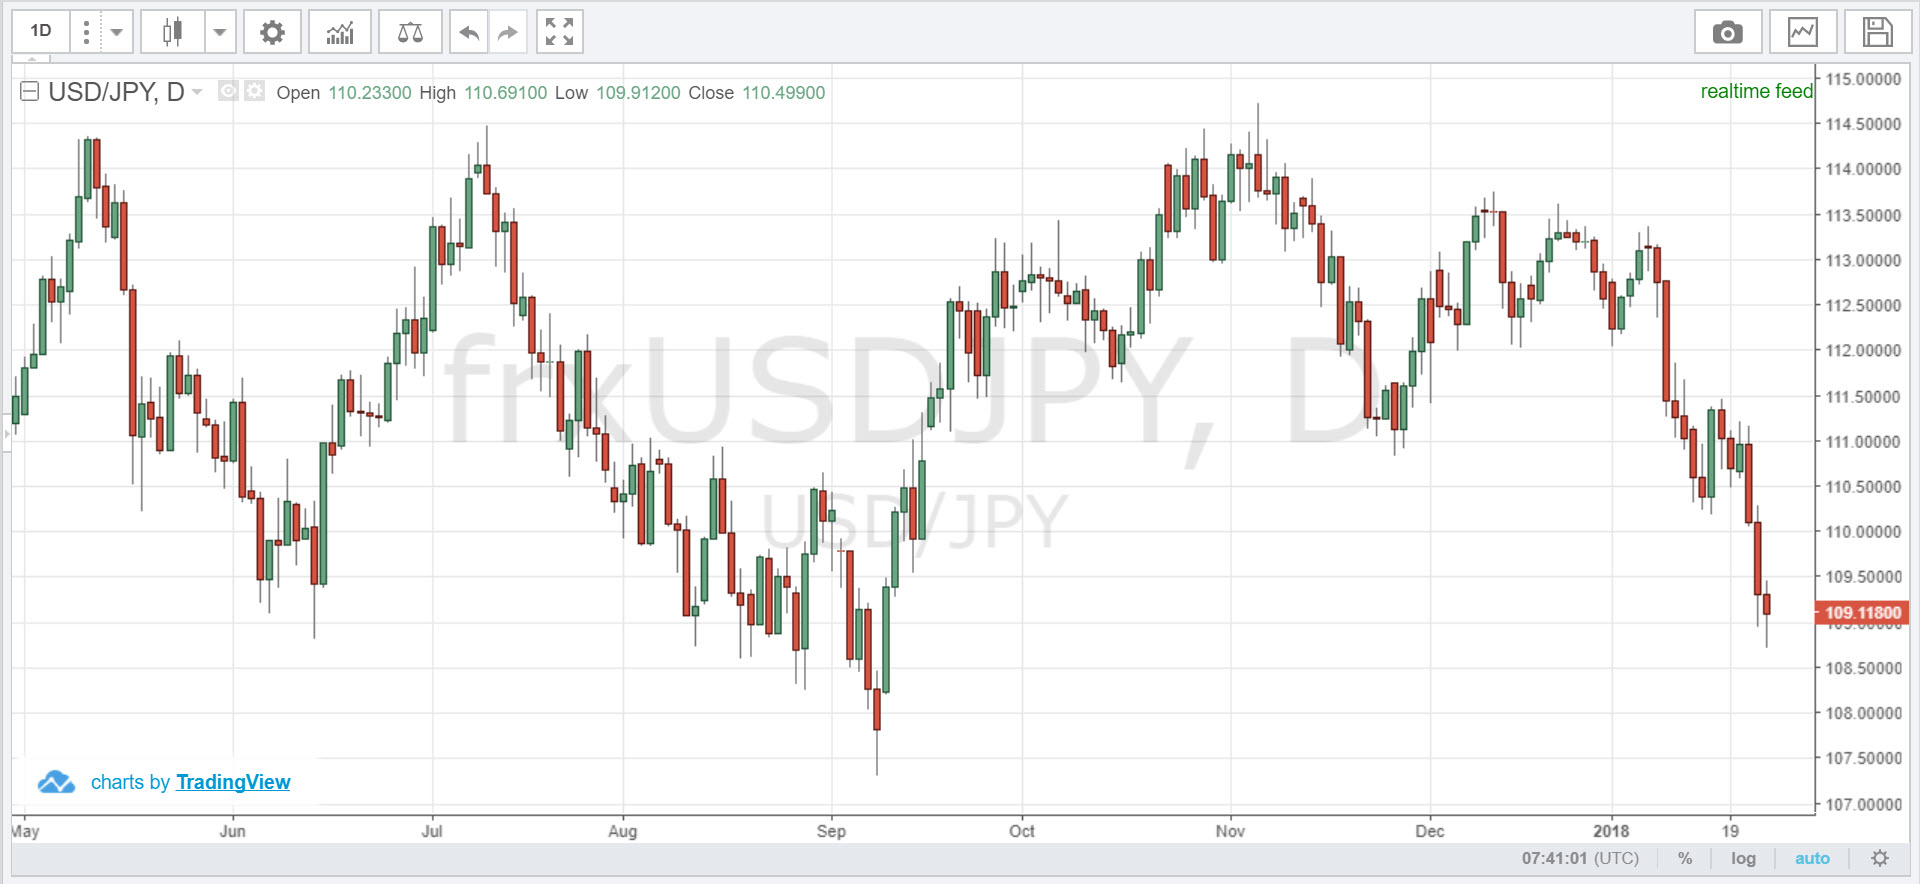 1D
USD/JPY, D Open 110.23300 High 110.69100 Low 109.91200 Close 110.49900
realtime feed
frxUSDJPY, D
USD/JPY
115.00000
114.50000
114.00000
113.50000
113.00000
112.50000
112.00000
111.50000
111.00000
110.50000
110.00000
109.50000
109.11800
109.00000
108.50000
108.00000
107.50000
107.00000
charts by TradingView
May Jun Jul Aug Sep Oct Nov Dec 2018 19
07:41:01 (UTC) % log auto